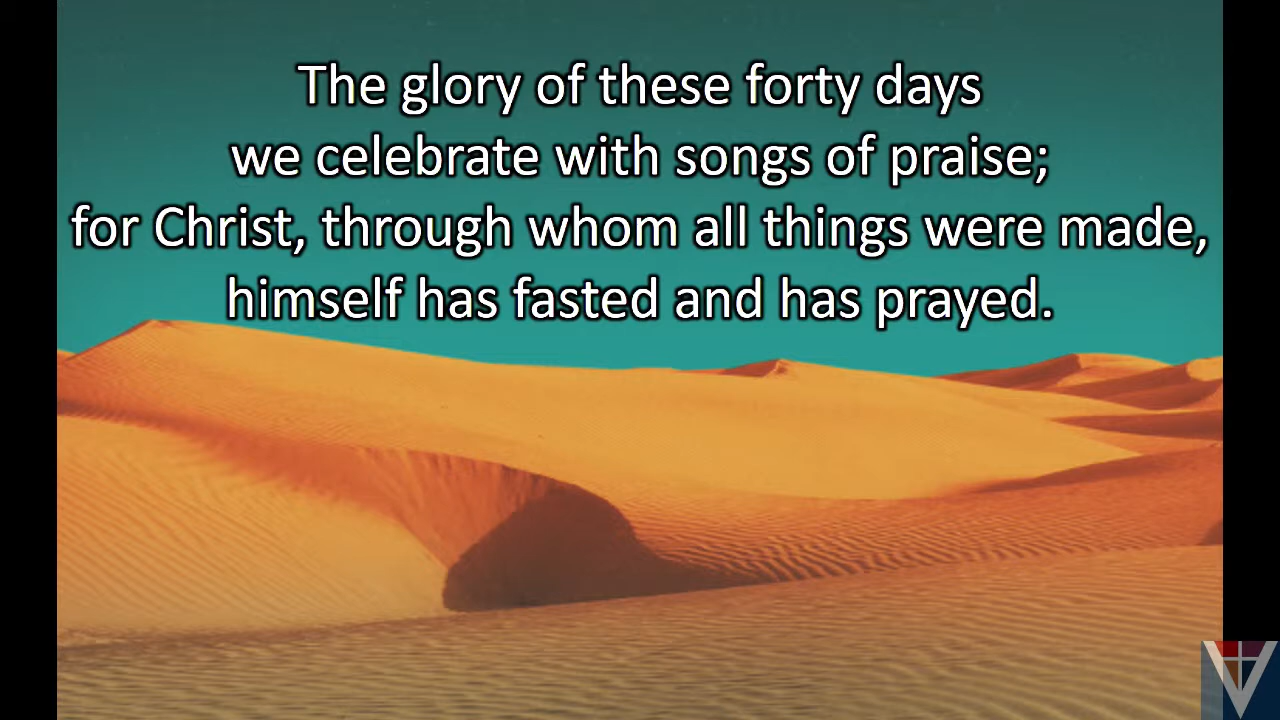 The glory of these forty days
we celebrate with songs of praise;
for Christ, through whom all things were made,
himself has fasted and has prayed.